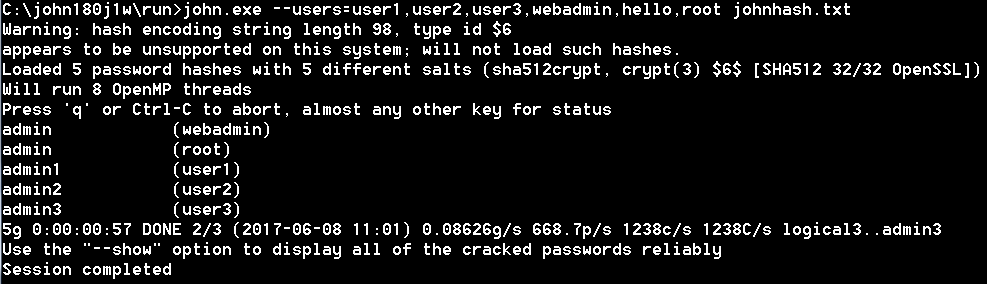 C:\john180j1w\run>john.exe --users=user1,user2,user3,webadmin,hello,root johnhash.txt
Warning: hash encoding string length 98, type id $6
appears to be unsupported on this system; will not load such hashes.
Loaded 5 password hashes with 5 different salts (sha512crypt, crypt(3) $6$ [SHA512 32/32 OpenSSL])
Will run 8 OpenMP threads
Press 'q' or Ctrl-C to abort, almost any other key for status
admin            (webadmin)
admin            (root)
admin1           (user1)
admin2           (user2)
admin3           (user3)
5g 0:00:00:57 DONE 2/3 (2017-06-08 11:01) 0.08626g/s 668.7p/s 1238c/s 1238C/s logical3..admin3
Use the "--show" option to display all of the cracked passwords reliably
Session completed